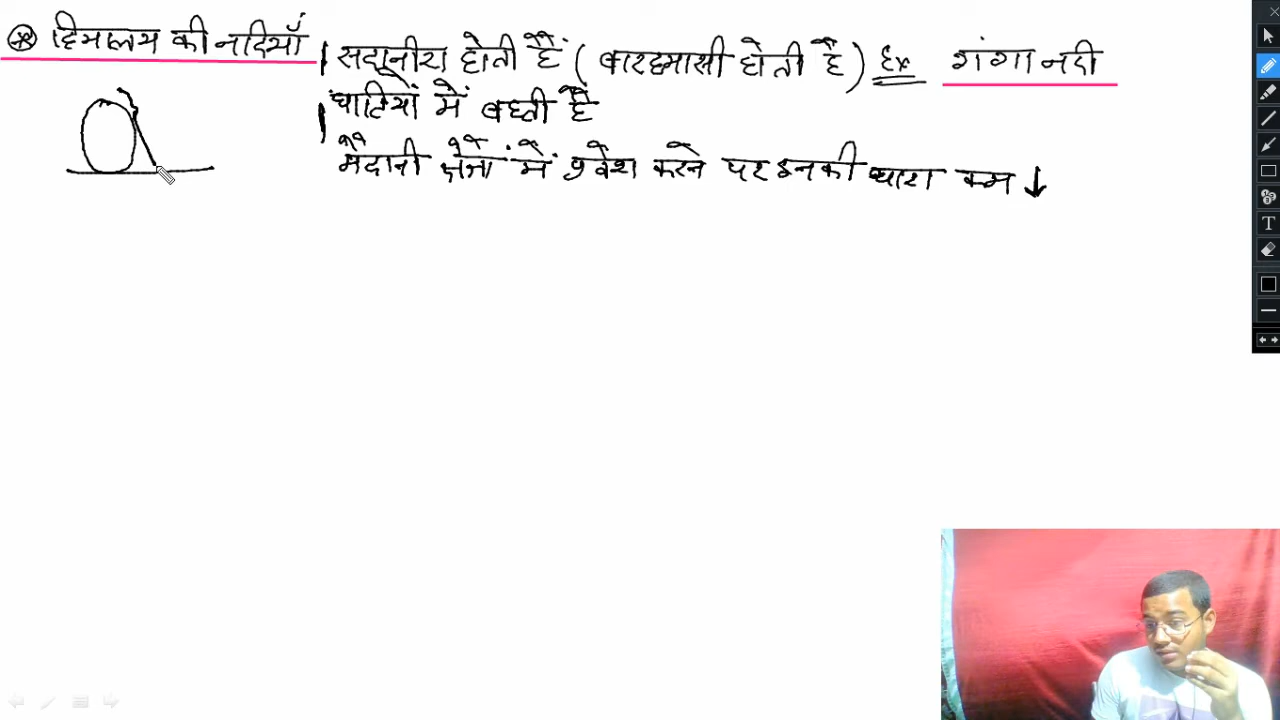 हिमालय की नदियाँ
सदानीरा होती हैं ( बारहमासी होती है ) Ex गंगा नदी
घाटियों में बहती हैं
मैदानी क्षेत्रों में प्रवेश करने पर इनकी धारा कम ↓
T